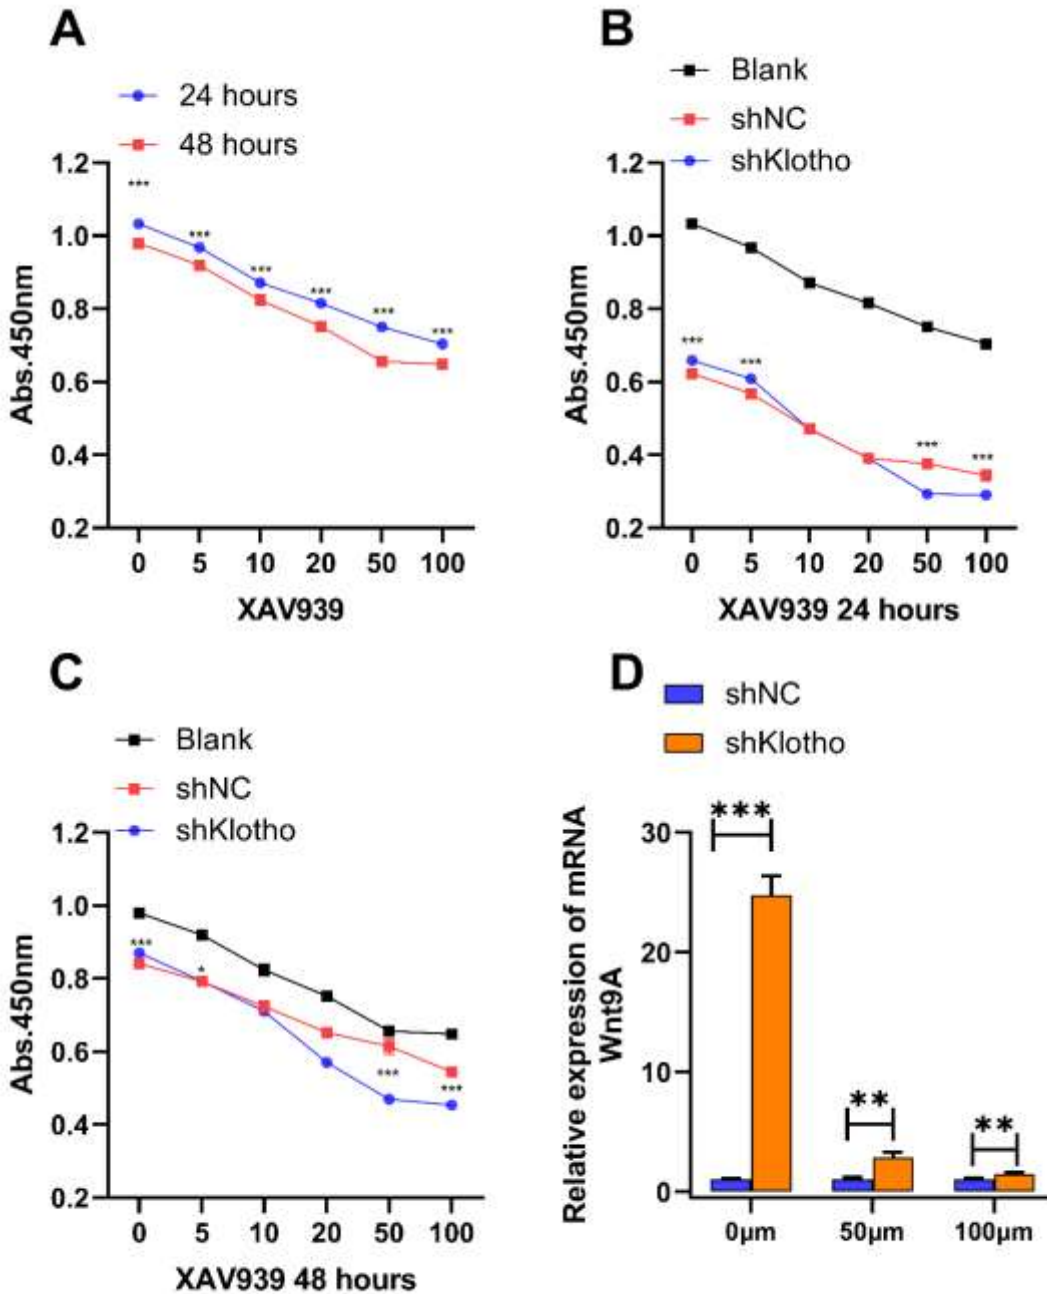 A
24 hours
48 hours
1.2
1.0
0.8
0.6
0.4
0.2
Abs.450nm
***
***
***
***
***
***
0 5 10 20 50 100
XAV939
B
Blank
shNC
shKlotho
1.2
1.0
0.8
0.6
0.4
0.2
Abs.450nm
***
***
***
***
0 5 10 20 50 100
XAV939 24 hours
C
Blank
shNC
shKlotho
1.2
1.0
0.8
0.6
0.4
0.2
Abs.450nm
***
*
***
***
0 5 10 20 50 100
XAV939 48 hours
D
shNC
shKlotho
30
20
10
0
Relative expression of mRNA
Wnt9A
***
**
**
0μm 50μm 100μm